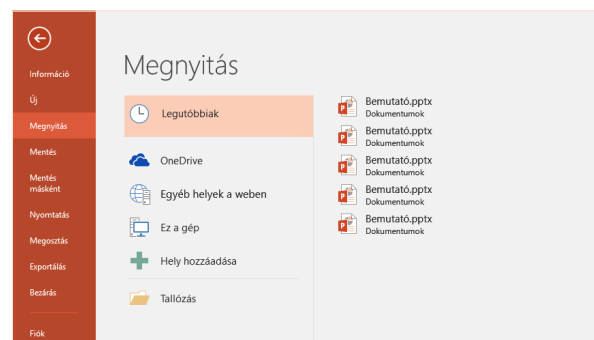 Információ
Új
Megnyitás
Mentés
Mentés
másként
Nyomtatás
Megosztás
Exportálás
Bezárás
Fiók
Megnyitás
Legutóbbiak
OneDrive
Egyéb helyek a weben
Ez a gép
Hely hozzáadása
Tallózás
Bemutató.pptx
Dokumentumok
Bemutató.pptx
Dokumentumok
Bemutató.pptx
Dokumentumok
Bemutató.pptx
Dokumentumok
Bemutató.pptx
Dokumentumok